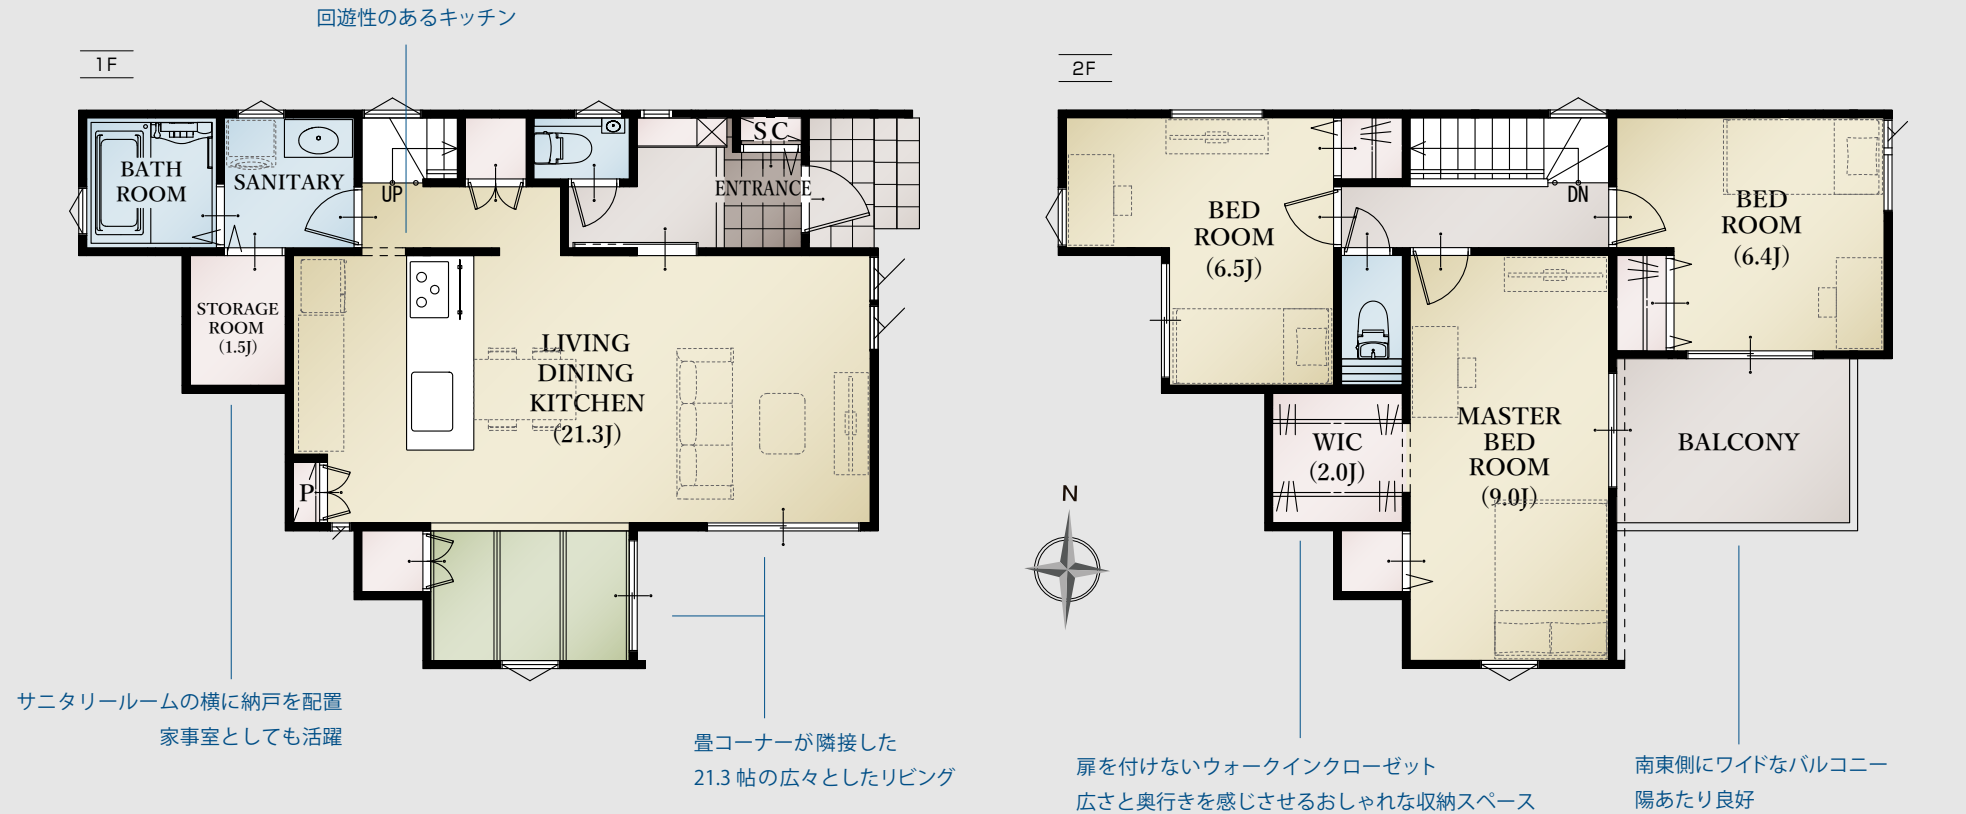 回遊性のあるキッチン
1F
BATH
ROOM
SANITARY
UP
SC
ENTRANCE
STORAGE
ROOM
(1.5J)
LIVING
DINING
KITCHEN
(21.3J)
P
サニタリールームの横に納戸を配置
家事室としても活躍
畳コーナーが隣接した
21.3 帖の広々としたリビング
N
2F
BED
ROOM
(6.5J)
DN
BED
ROOM
(6.4J)
WIC
(2.0J)
MASTER
BED
ROOM
(9.0J)
BALCONY
扉を付けないウォークインクローゼット
広さと奥行きを感じさせるおしゃれな収納スペース
南東側にワイドなバルコニー
陽あたり良好